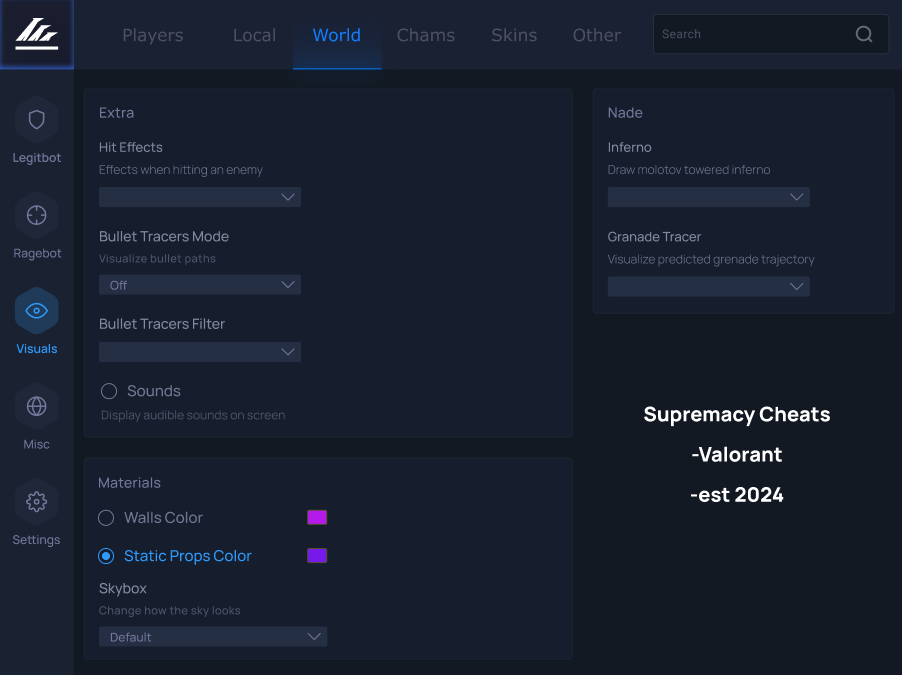 Players
Local
World
Chams
Skins
Other
Search
Legitbot
Ragebot
Visuals
Misc
Settings
Extra
Hit Effects
Effects when hitting an enemy
Bullet Tracers Mode
Visualize bullet paths
Off
Bullet Tracers Filter
Sounds
Display audible sounds on screen
Materials
Walls Color
Static Props Color
Skybox
Change how the sky looks
Default
Nade
Inferno
Draw molotov towered inferno
Granade Tracer
Visualize predicted grenade trajectory
Supremacy Cheats
-Valorant
-est 2024